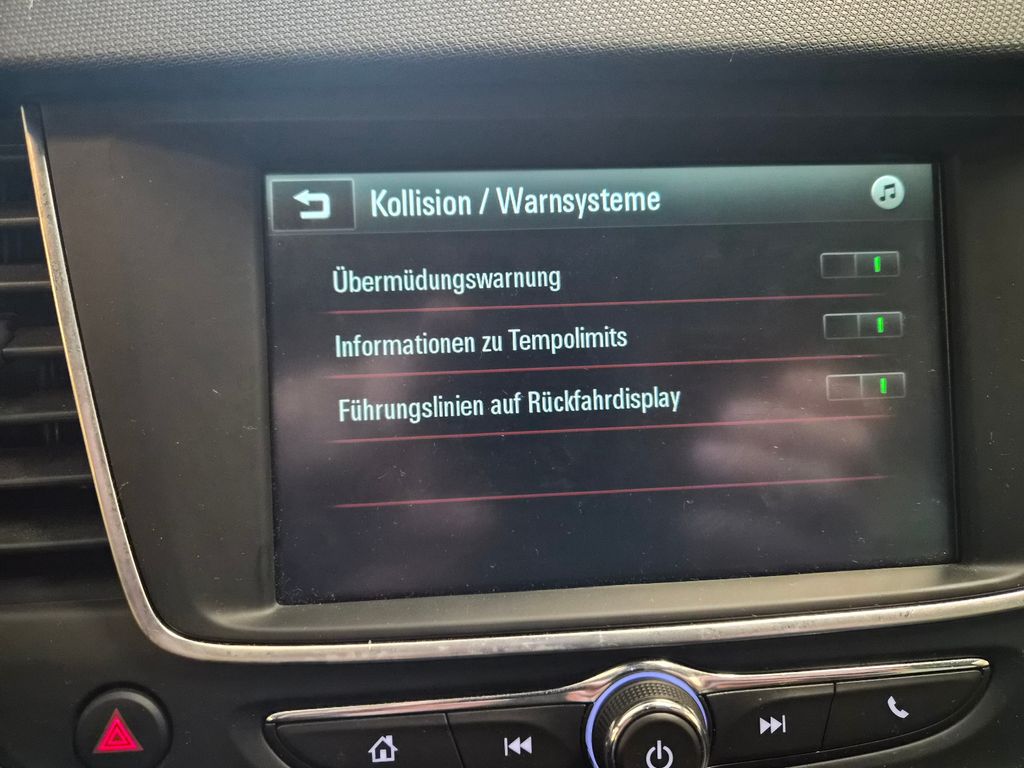 Kollision / Warnsysteme
Übermüdungswarnung
Informationen zu Tempolimits
Führungslinien auf Rückfahrdisplay